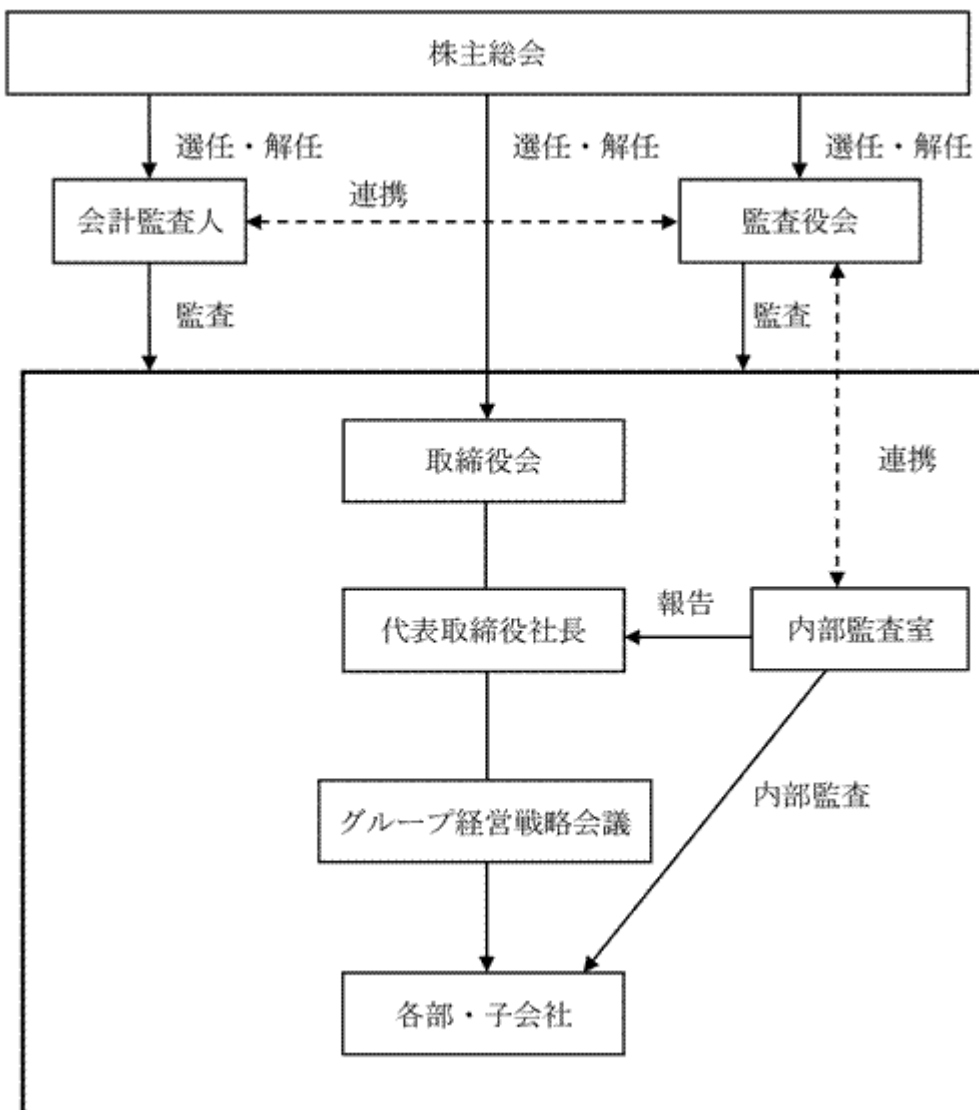 株主総会
選任・解任
選任・解任
選任・解任
連携
会計監査人
監査役会
監査
監査
取締役会
連携
代表取締役社長
報告
内部監査室
グループ経営戦略会議
内部監査
各部・子会社